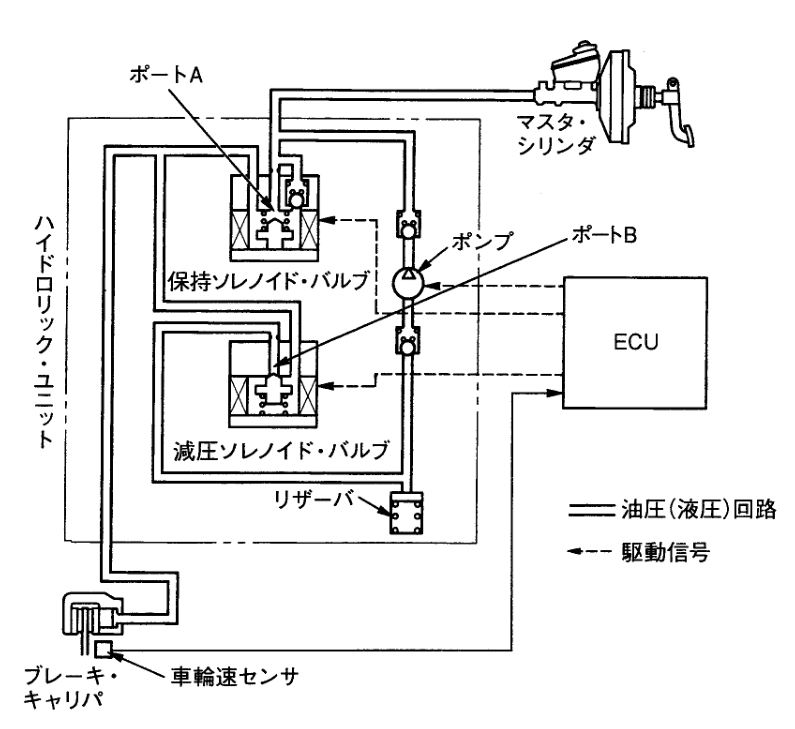 ポートA
マスタ・
シリンダ
ハイドロリック・ユニット
ポンプ
ポートB
保持ソレノイド・バルブ
ECU
減圧ソレノイド・バルブ
リザーバ
油圧(液圧)回路
駆動信号
ブレーキ・
キャリパ
車輪速センサ